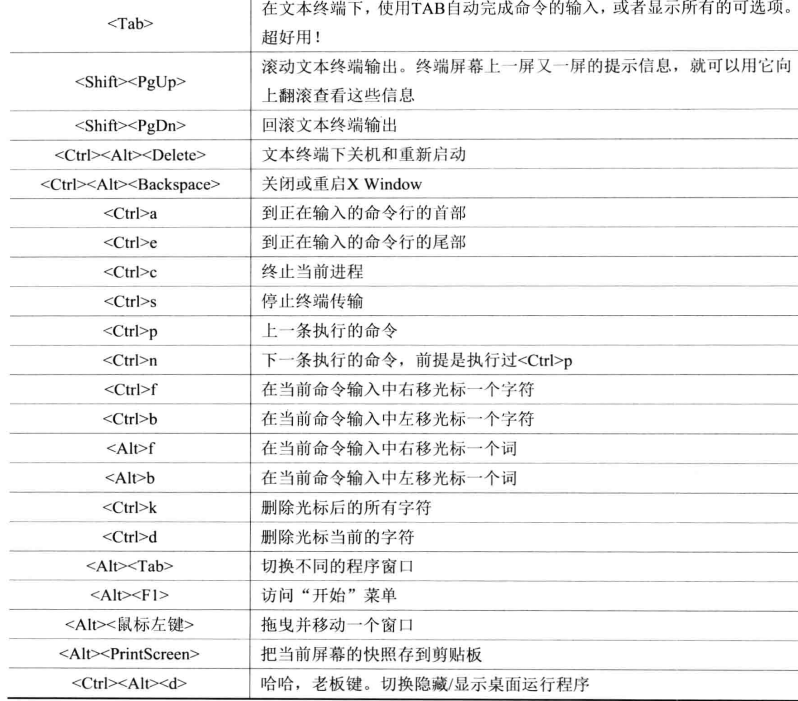 <Tab>
在文本终端下，使用TAB自动完成命令的输入，或者显示所有的可选项。
超好用！
<Shift><PgUp>
滚动文本终端输出。终端屏幕上一屏又一屏的提示信息，就可以用它向
上翻滚查看这些信息
<Shift><PgDn> 回滚文本终端输出
<Ctrl><Alt><Delete> 文本终端下关机和重新启动
<Ctrl><Alt><Backspace> 关闭或重启X Window
<Ctrl>a 到正在输入的命令行的首部
<Ctrl>e 到正在输入的命令行的尾部
<Ctrl>c 终止当前进程
<Ctrl>s 停止终端传输
<Ctrl>p 上一条执行的命令
<Ctrl>n 下一条执行的命令，前提是执行过<Ctrl>p
<Ctrl>f 在当前命令输入中右移光标一个字符
<Ctrl>b 在当前命令输入中左移光标一个字符
<Alt>f 在当前命令输入中右移光标一个词
<Alt>b 在当前命令输入中左移光标一个词
<Ctrl>k 删除光标后的所有字符
<Ctrl>d 删除光标当前的字符
<Alt><Tab> 切换不同的程序窗口
<Alt><F1> 访问“开始”菜单
<Alt><鼠标左键> 拖曳并移动一个窗口
<Alt><PrintScreen> 把当前屏幕的快照存到剪贴板
<Ctrl><Alt><d> 哈哈，老板键。切换隐藏/显示桌面运行程序